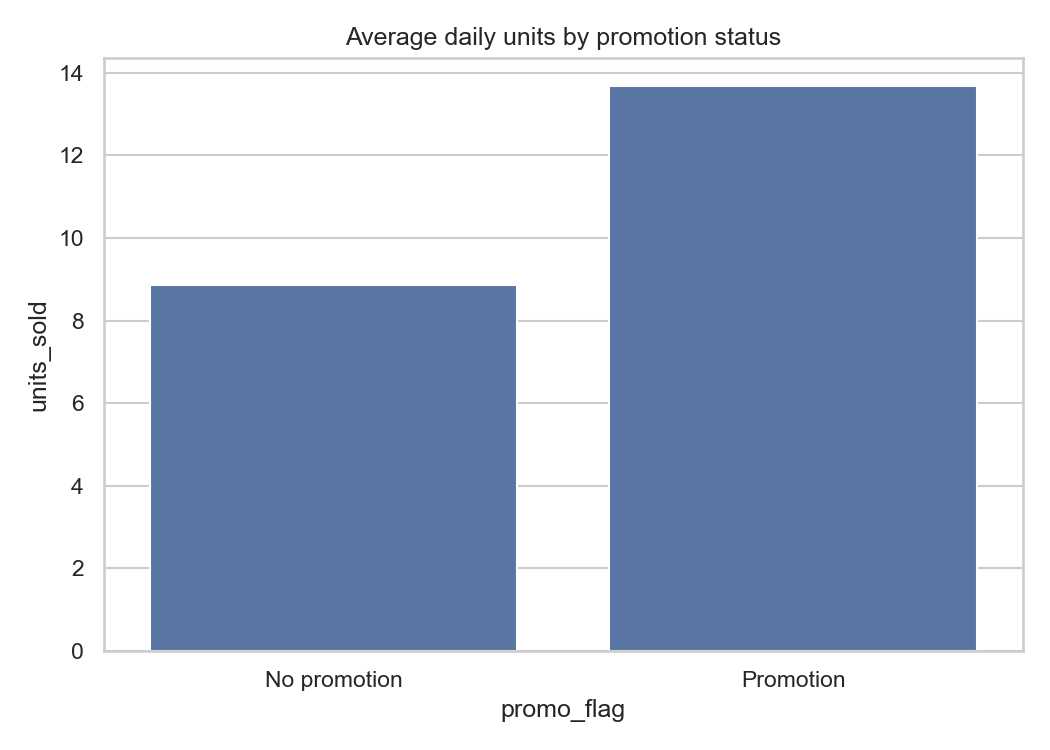 Average daily units by promotion status
14
12
10
8
6
4
2
0
units_sold
No promotion
Promotion
promo_flag